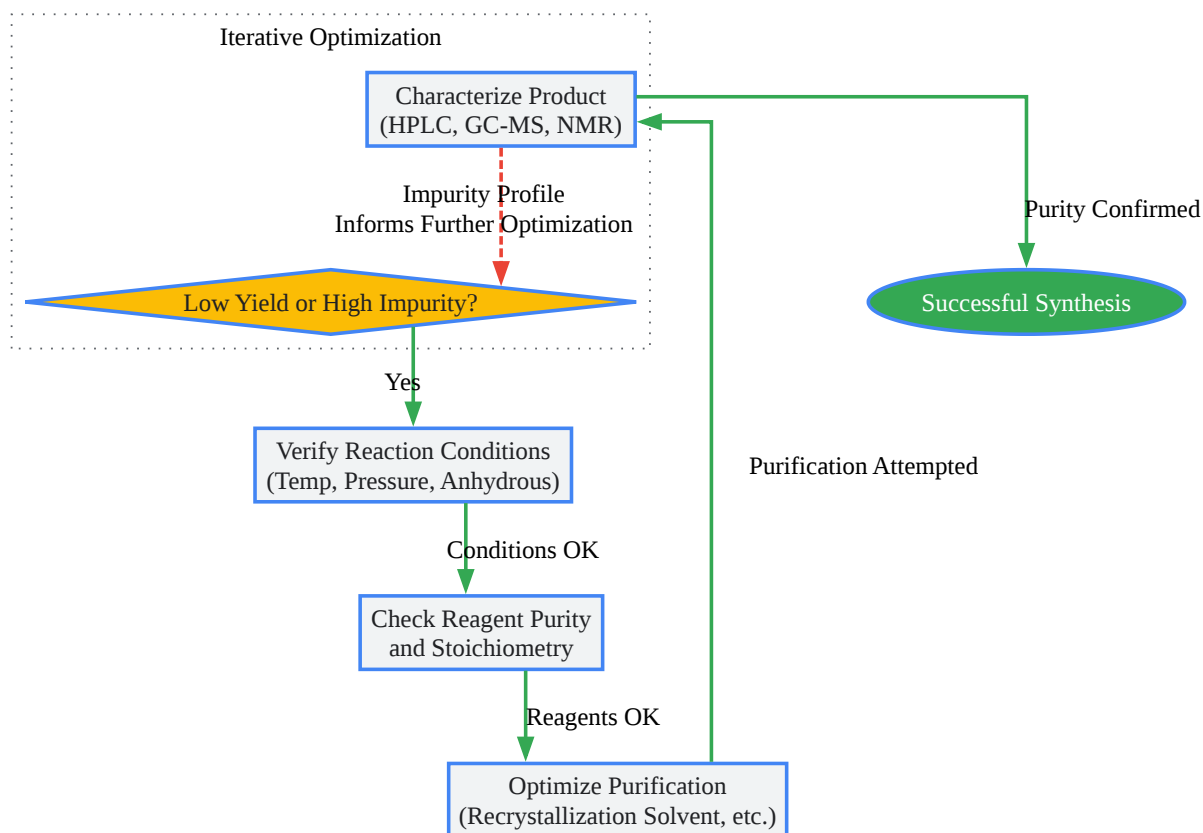 Iterative Optimization
Characterize Product
(HPLC, GC-MS, NMR)
Impurity Profile
Informs Further Optimization
Purity Confirmed
Low Yield or High Impurity?
Successful Synthesis
Yes
Verify Reaction Conditions
(Temp, Pressure, Anhydrous)
Purification Attempted
Conditions OK
Check Reagent Purity
and Stoichiometry
Reagents OK
Optimize Purification
(Recrystallization Solvent, etc.)